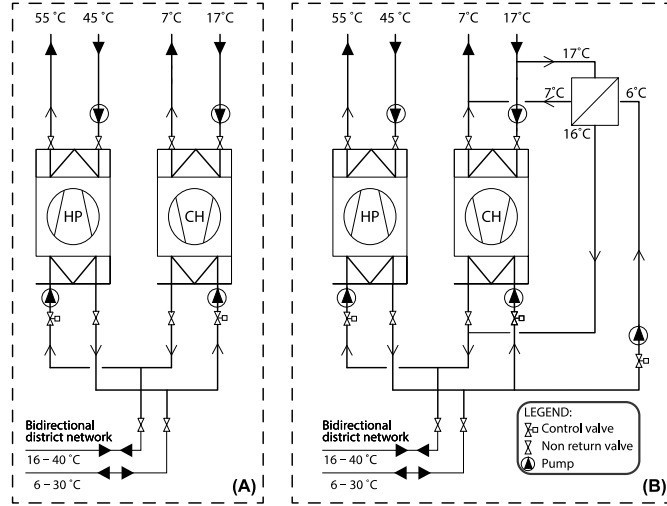 55 ˚C 45 ˚C 7 ˚C 17 ˚C
HP CH
Bidirectional
district network
16 – 40 ˚C
6 – 30 ˚C
(A)
55 ˚C 45 ˚C 7 ˚C 17 ˚C
17˚C
7˚C 6˚C
16˚C
HP CH
Bidirectional
district network
16 – 40 ˚C
6 – 30 ˚C
LEGEND:
Control valve
Non return valve
Pump
(B)